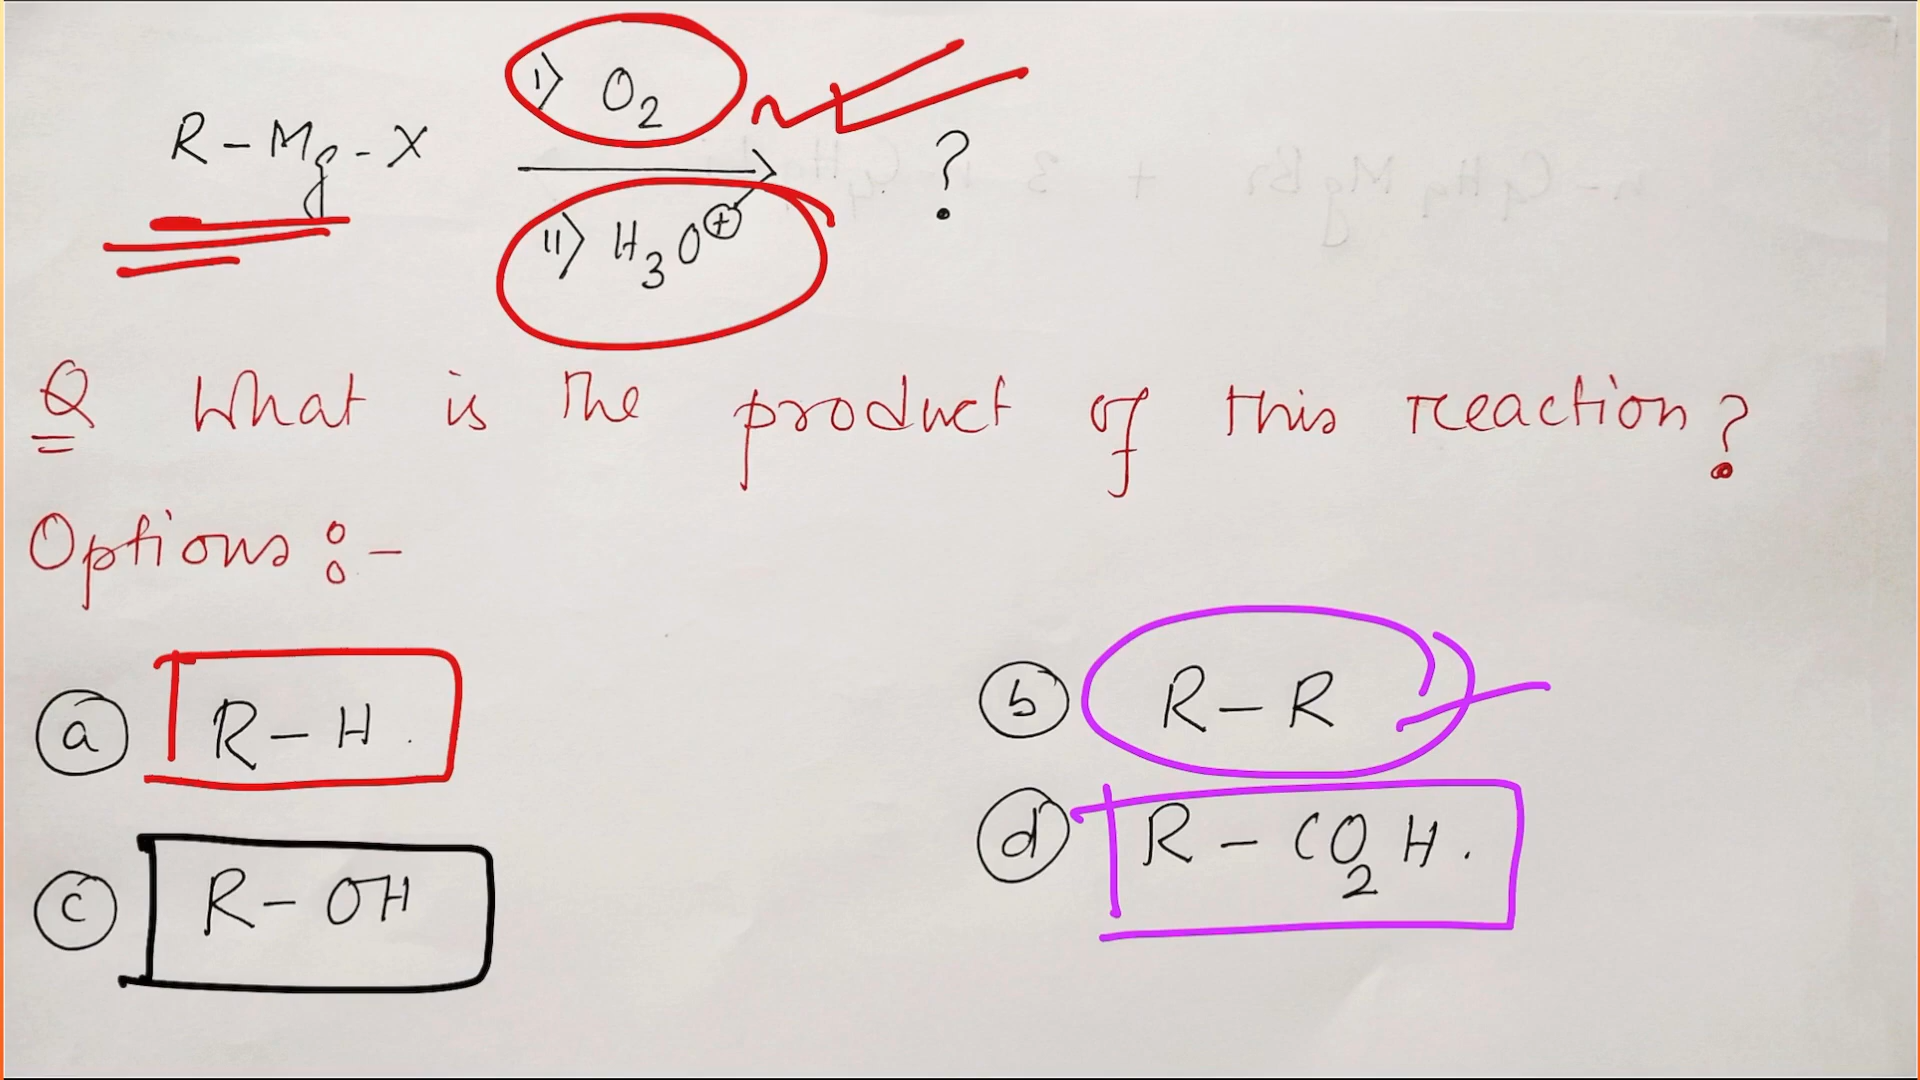 i) O2
R - Mg - X ?
ii) H3O⊕
Q What is the product of this reaction?
Options :-
(a) R - H .
(b) R - R
(c) R - OH
(d) R - CO2H .